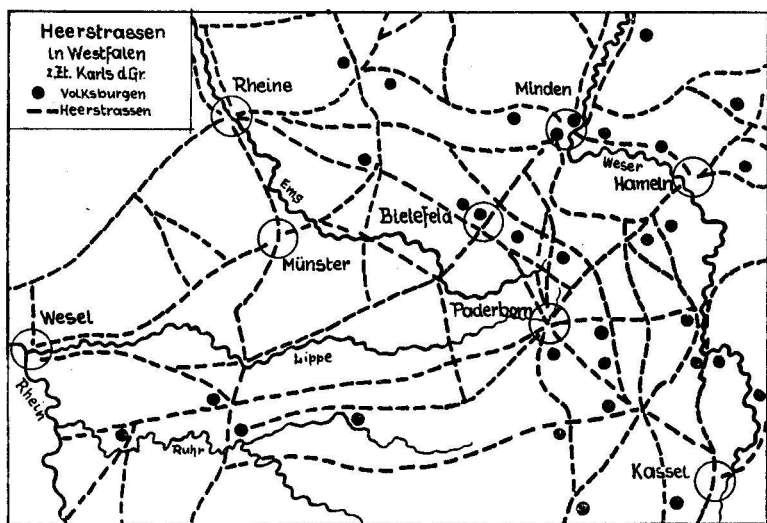 Heerstrassen
in Westfalen
z.Zt. Karls d.Gr.
Volksburgen
Heerstrassen
Rheine
Minden
Weser
Hameln
Ems
Bielefeld
Münster
Wesel
Paderborn
Lippe
Rhein
Ruhr
Kassel